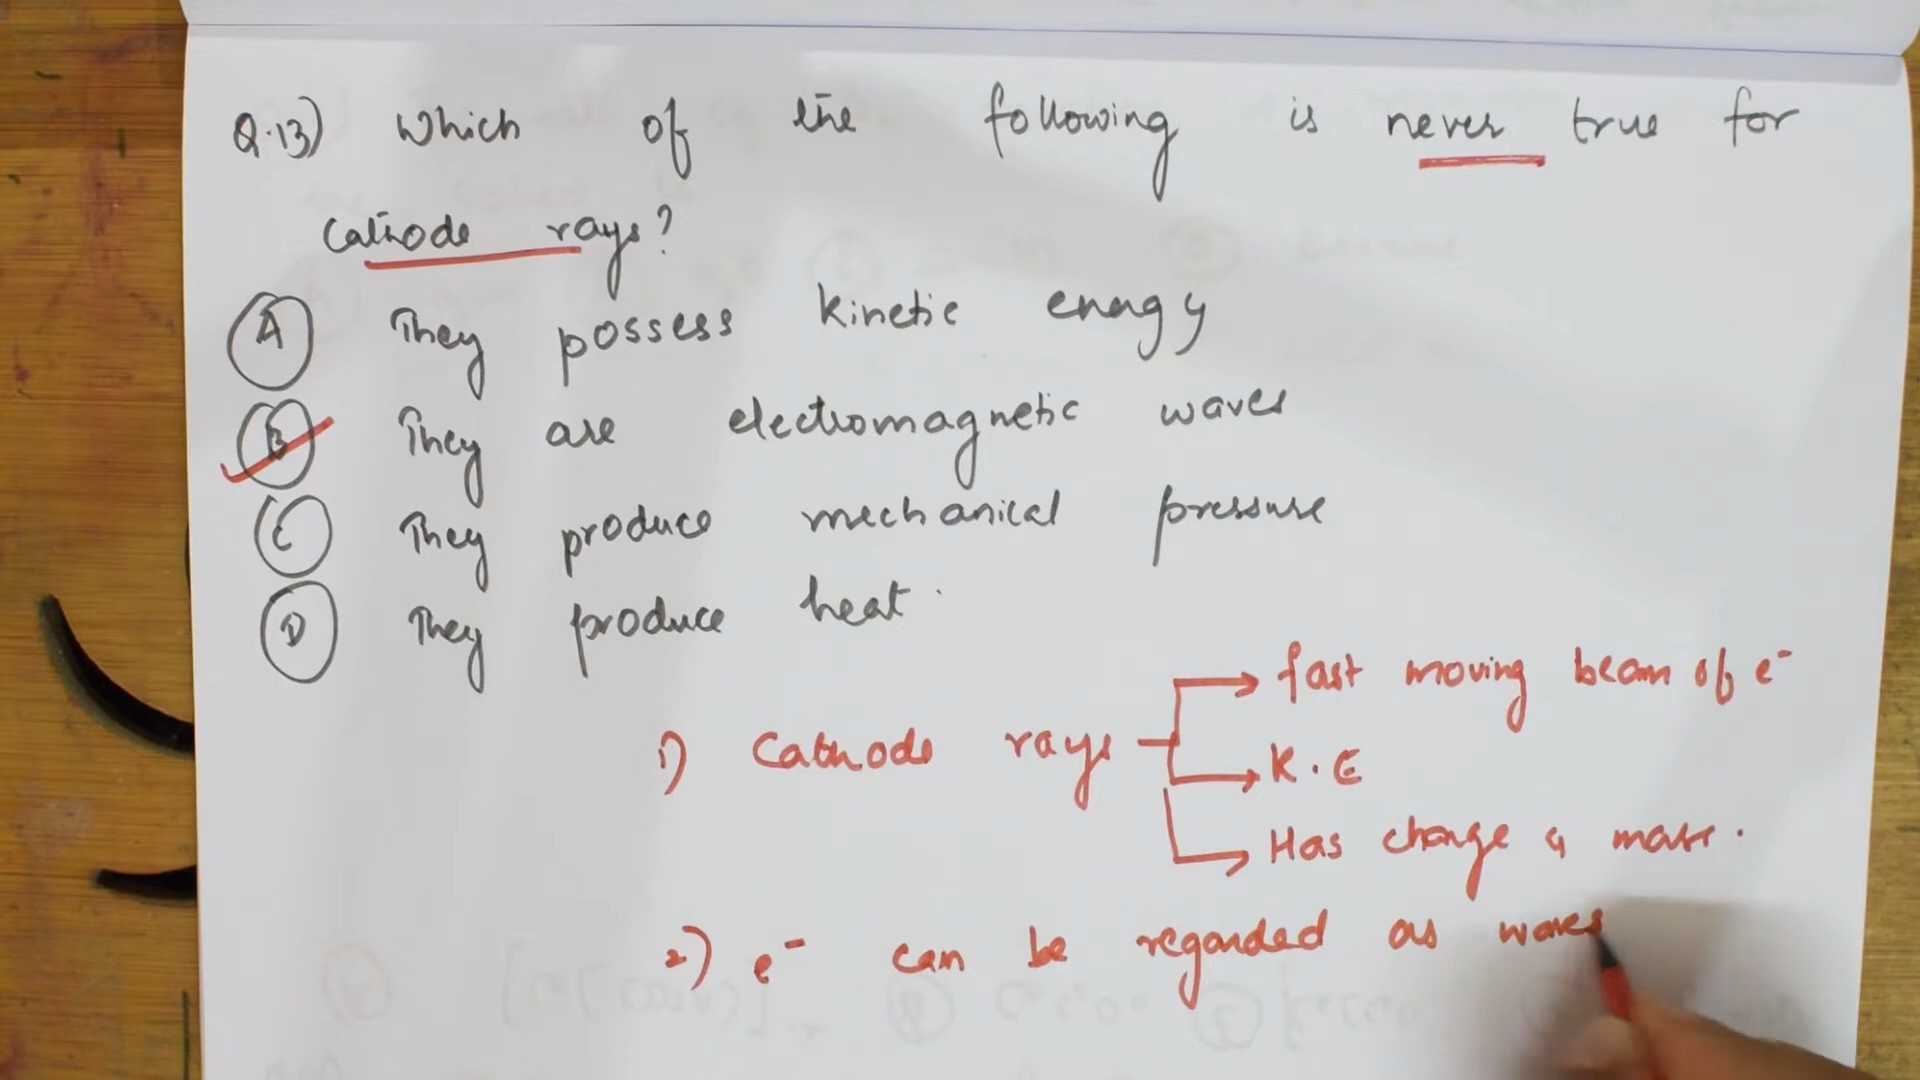 Q.13) Which of the following is never true for
Cathode rays?
A They possess kinetic energy
B They are electromagnetic waves
C They produce mechanical pressure
D They produce heat.
1) Cathode rays → fast moving beam of e⁻
→ K.E
→ Has charge & mass.
2) e⁻ can be regarded as waves